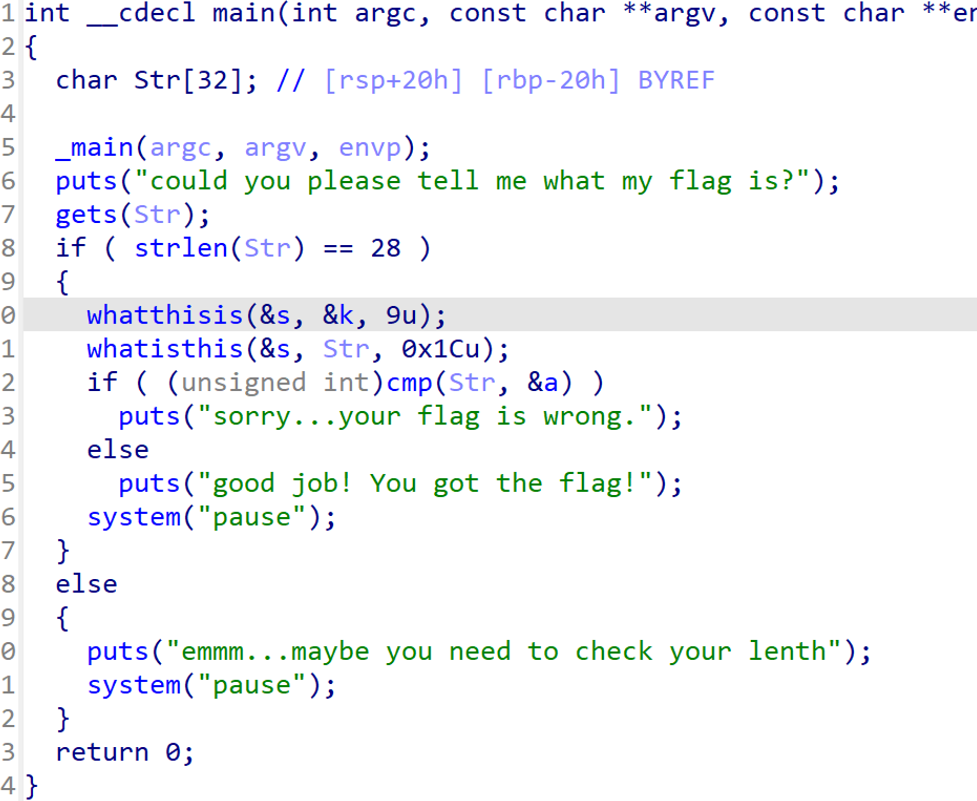 1 int __cdecl main(int argc, const char **argv, const char **er
2 {
3 char Str[32]; // [rsp+20h] [rbp-20h] BYREF
4
5 _main(argc, argv, envp);
6 puts("could you please tell me what my flag is?");
7 gets(Str);
8 if ( strlen(Str) == 28 )
9 {
0 whatthisis(&s, &k, 9u);
1 whatisthis(&s, Str, 0x1Cu);
2 if ( (unsigned int)cmp(Str, &a) )
3 puts("sorry...your flag is wrong.");
4 else
5 puts("good job! You got the flag!");
6 system("pause");
7 }
8 else
9 {
0 puts("emmm...maybe you need to check your lenth");
1 system("pause");
2 }
3 return 0;
4 }